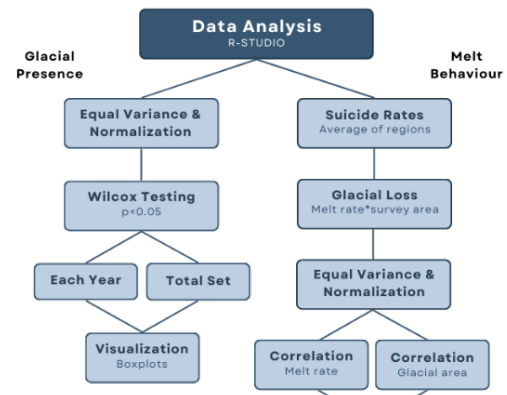 Data Analysis
R-STUDIO
Glacial
Presence
Melt
Behaviour
Equal Variance &
Normalization
Wilcox Testing
p<0.05
Each Year
Total Set
Visualization
Boxplots
Suicide Rates
Average of regions
Glacial Loss
Melt rate*survey area
Equal Variance &
Normalization
Correlation
Melt rate
Correlation
Glacial area